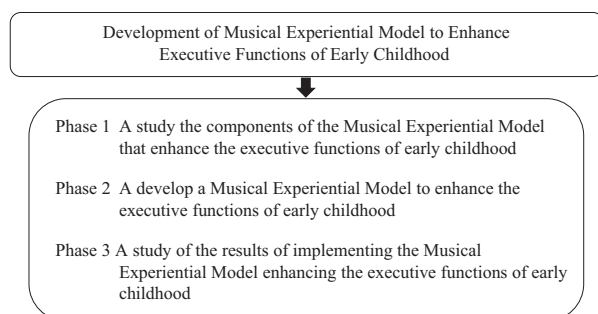 Development of Musical Experiential Model to Enhance
Executive Functions of Early Childhood
Phase 1 A study the components of the Musical Experiential Model
that enhance the executive functions of early childhood
Phase 2 A develop a Musical Experiential Model to enhance the
executive functions of early childhood
Phase 3 A study of the results of implementing the Musical
Experiential Model enhancing the executive functions of early
childhood